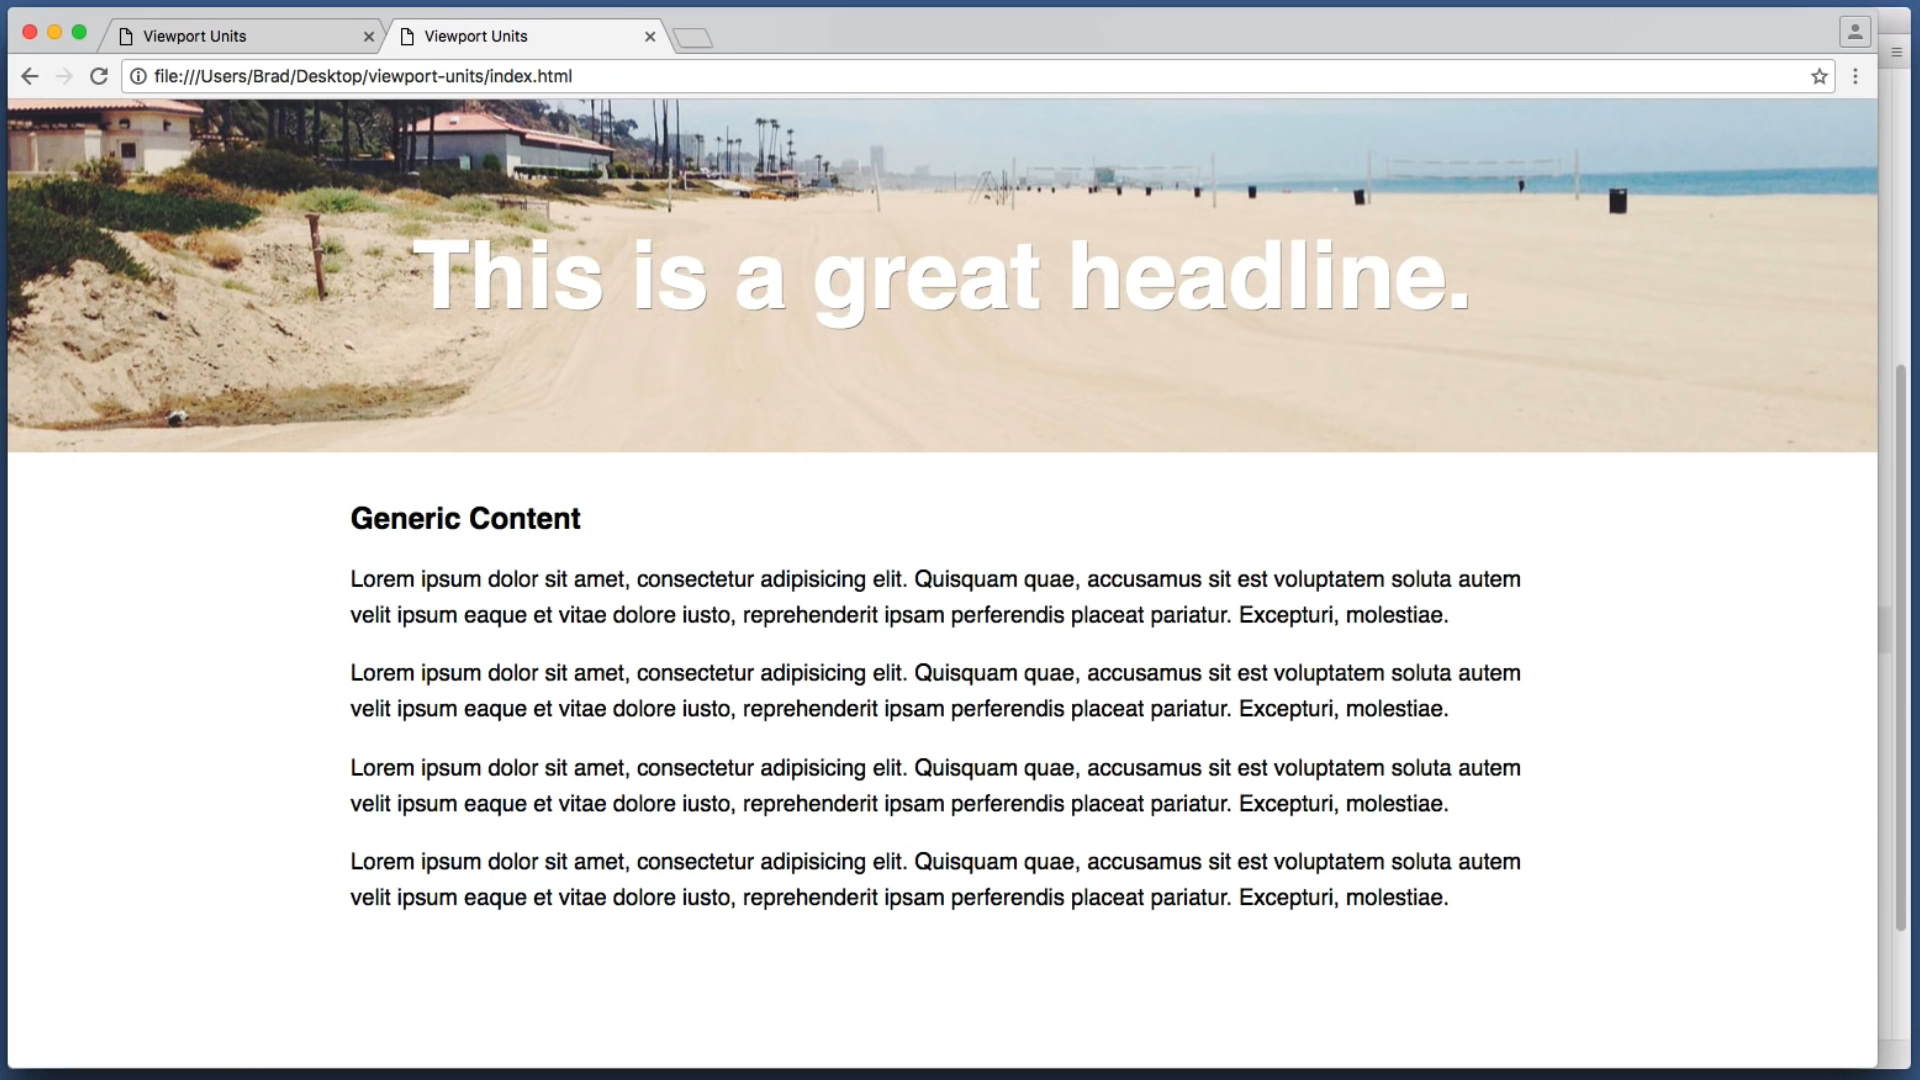 Viewport Units
Viewport Units
file:///Users/Brad/Desktop/viewport-units/index.html
This is a great headline.
Generic Content
Lorem ipsum dolor sit amet, consectetur adipisicing elit. Quisquam quae, accusamus sit est voluptatem soluta autem
velit ipsum eaque et vitae dolore iusto, reprehenderit ipsam perferendis placeat pariatur. Excepturi, molestiae.
Lorem ipsum dolor sit amet, consectetur adipisicing elit. Quisquam quae, accusamus sit est voluptatem soluta autem
velit ipsum eaque et vitae dolore iusto, reprehenderit ipsam perferendis placeat pariatur. Excepturi, molestiae.
Lorem ipsum dolor sit amet, consectetur adipisicing elit. Quisquam quae, accusamus sit est voluptatem soluta autem
velit ipsum eaque et vitae dolore iusto, reprehenderit ipsam perferendis placeat pariatur. Excepturi, molestiae.
Lorem ipsum dolor sit amet, consectetur adipisicing elit. Quisquam quae, accusamus sit est voluptatem soluta autem
velit ipsum eaque et vitae dolore iusto, reprehenderit ipsam perferendis placeat pariatur. Excepturi, molestiae.